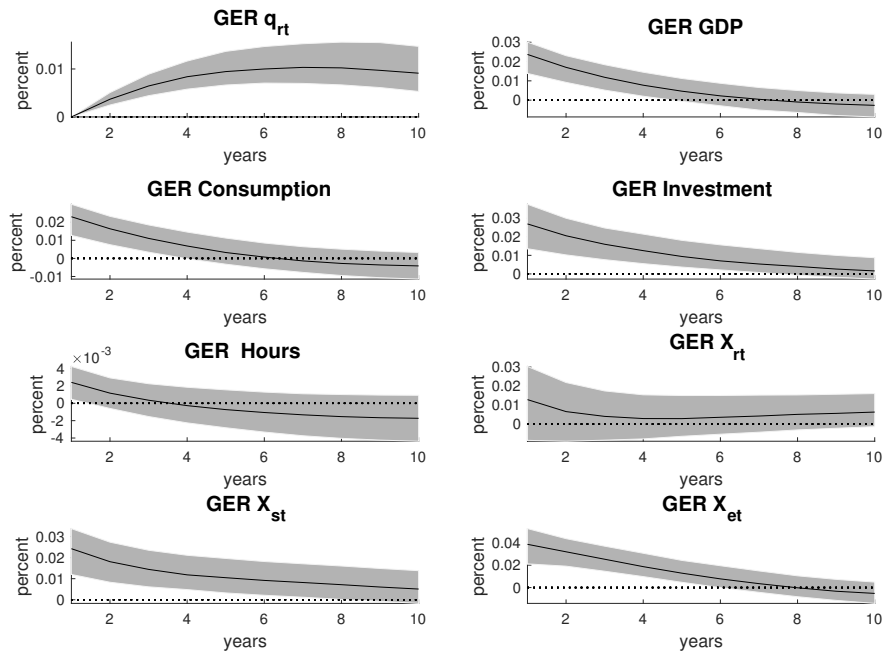 GER q_rt
percent
0.01
0
2 4 6 8 10
years
GER GDP
percent
0.03
0.02
0.01
0
2 4 6 8 10
years
GER Consumption
percent
0.02
0.01
0
-0.01
2 4 6 8 10
years
GER Investment
percent
0.03
0.02
0.01
0
2 4 6 8 10
years
GER Hours
×10^-3
percent
4
2
0
-2
-4
2 4 6 8 10
years
GER X_rt
percent
0.03
0.02
0.01
0
2 4 6 8 10
years
GER X_st
percent
0.03
0.02
0.01
0
2 4 6 8 10
years
GER X_et
percent
0.04
0.02
0
2 4 6 8 10
years